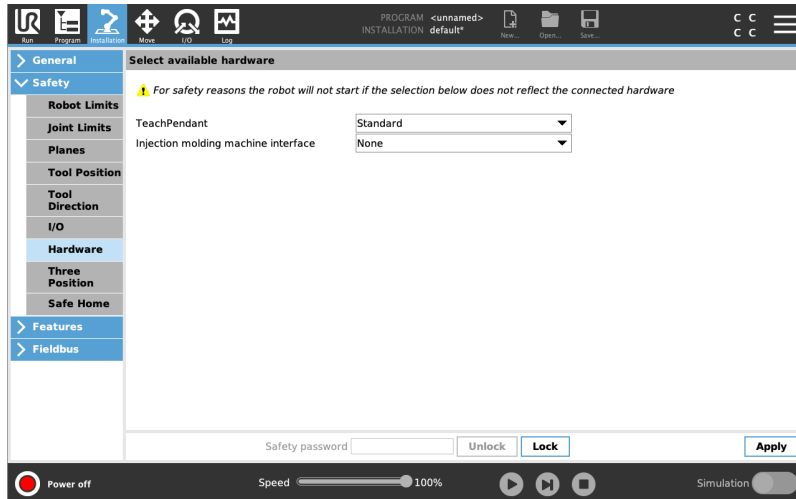 Run
Program
Installation
Move
I/O
Log
PROGRAM <unnamed>
INSTALLATION default*
New...
Open...
Save...
C C
C C
General
Safety
Robot Limits
Joint Limits
Planes
Tool Position
Tool
Direction
I/O
Hardware
Three
Position
Safe Home
Features
Fieldbus
Select available hardware
For safety reasons the robot will not start if the selection below does not reflect the connected hardware
TeachPendant Standard
Injection molding machine interface None
Safety password Unlock Lock Apply
Power off Speed 100% Simulation